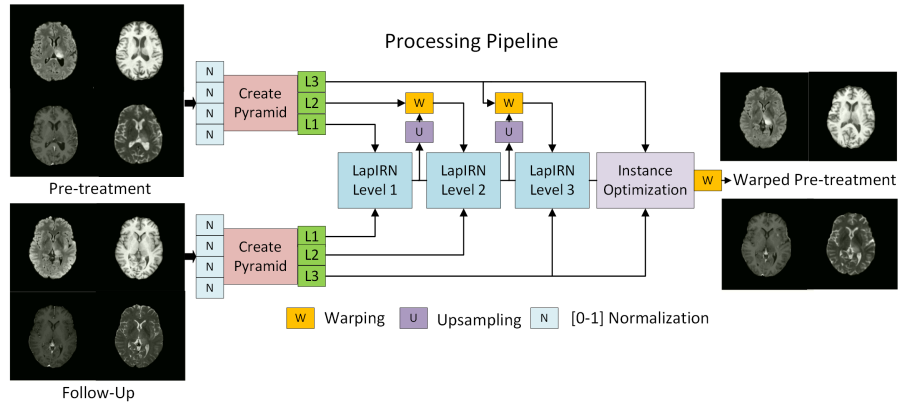 Processing Pipeline
N
N
N
N
Create
Pyramid
L3
L2
L1
W
W
U
U
Pre-treatment
LapIRN
Level 1
LapIRN
Level 2
LapIRN
Level 3
Instance
Optimization
W
Warped Pre-treatment
N
N
N
N
Create
Pyramid
L1
L2
L3
W Warping
U Upsampling
N [0-1] Normalization
Follow-Up